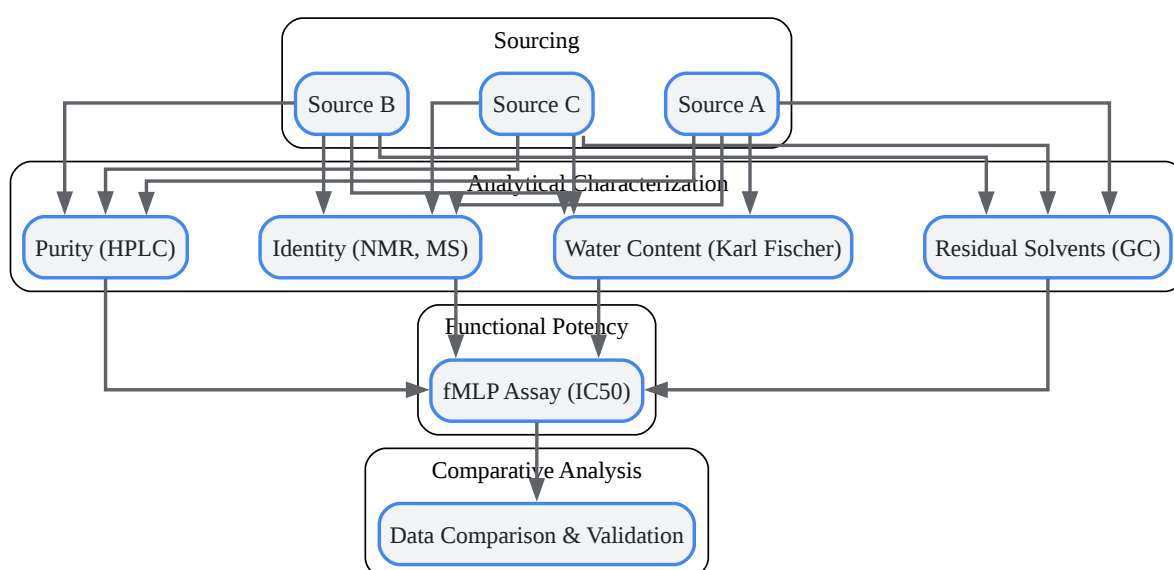 Sourcing
Source B
Source C
Source A
Analytical Characterization
Purity (HPLC)
Identity (NMR, MS)
Water Content (Karl Fischer)
Residual Solvents (GC)
Functional Potency
fMLP Assay (IC50)
Comparative Analysis
Data Comparison & Validation